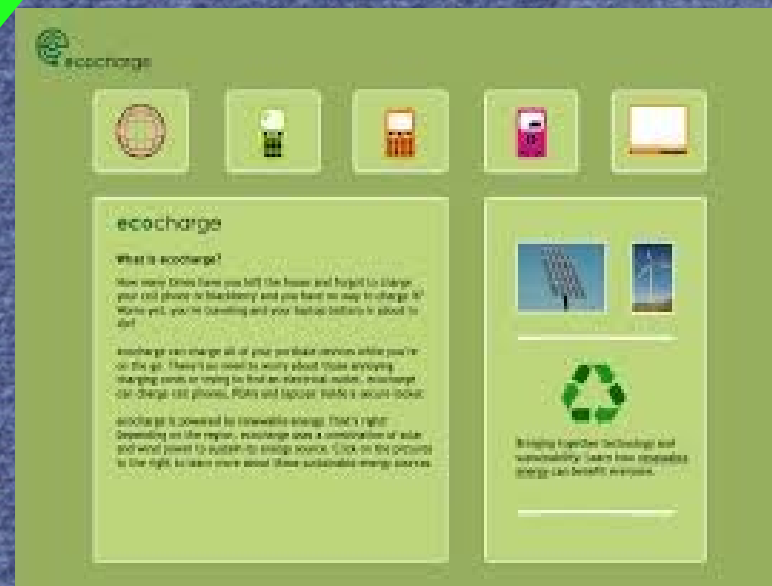 ecocharge
ecocharge
What is ecocharge?
How many times have you left the house and forgot to charge
your cell phone or blackberry and you have no way to charge it?
Worse yet, you're traveling and your laptop battery is about to
die?
ecocharge can charge all of your portable devices while you're
on the go. There's no need to worry about those annoying
charging cords or trying to find an electrical outlet. ecocharge
can charge cell phones, PDAs and laptops inside a secure locker.
ecocharge is powered by renewable energy. That's right!
Depending on the region, ecocharge uses a combination of solar
and wind power to sustain its energy source. Click on the pictures
to the right to learn more about these sustainable energy sources.
Bringing together technology and
sustainability. Learn how renewable
energy can benefit everyone.